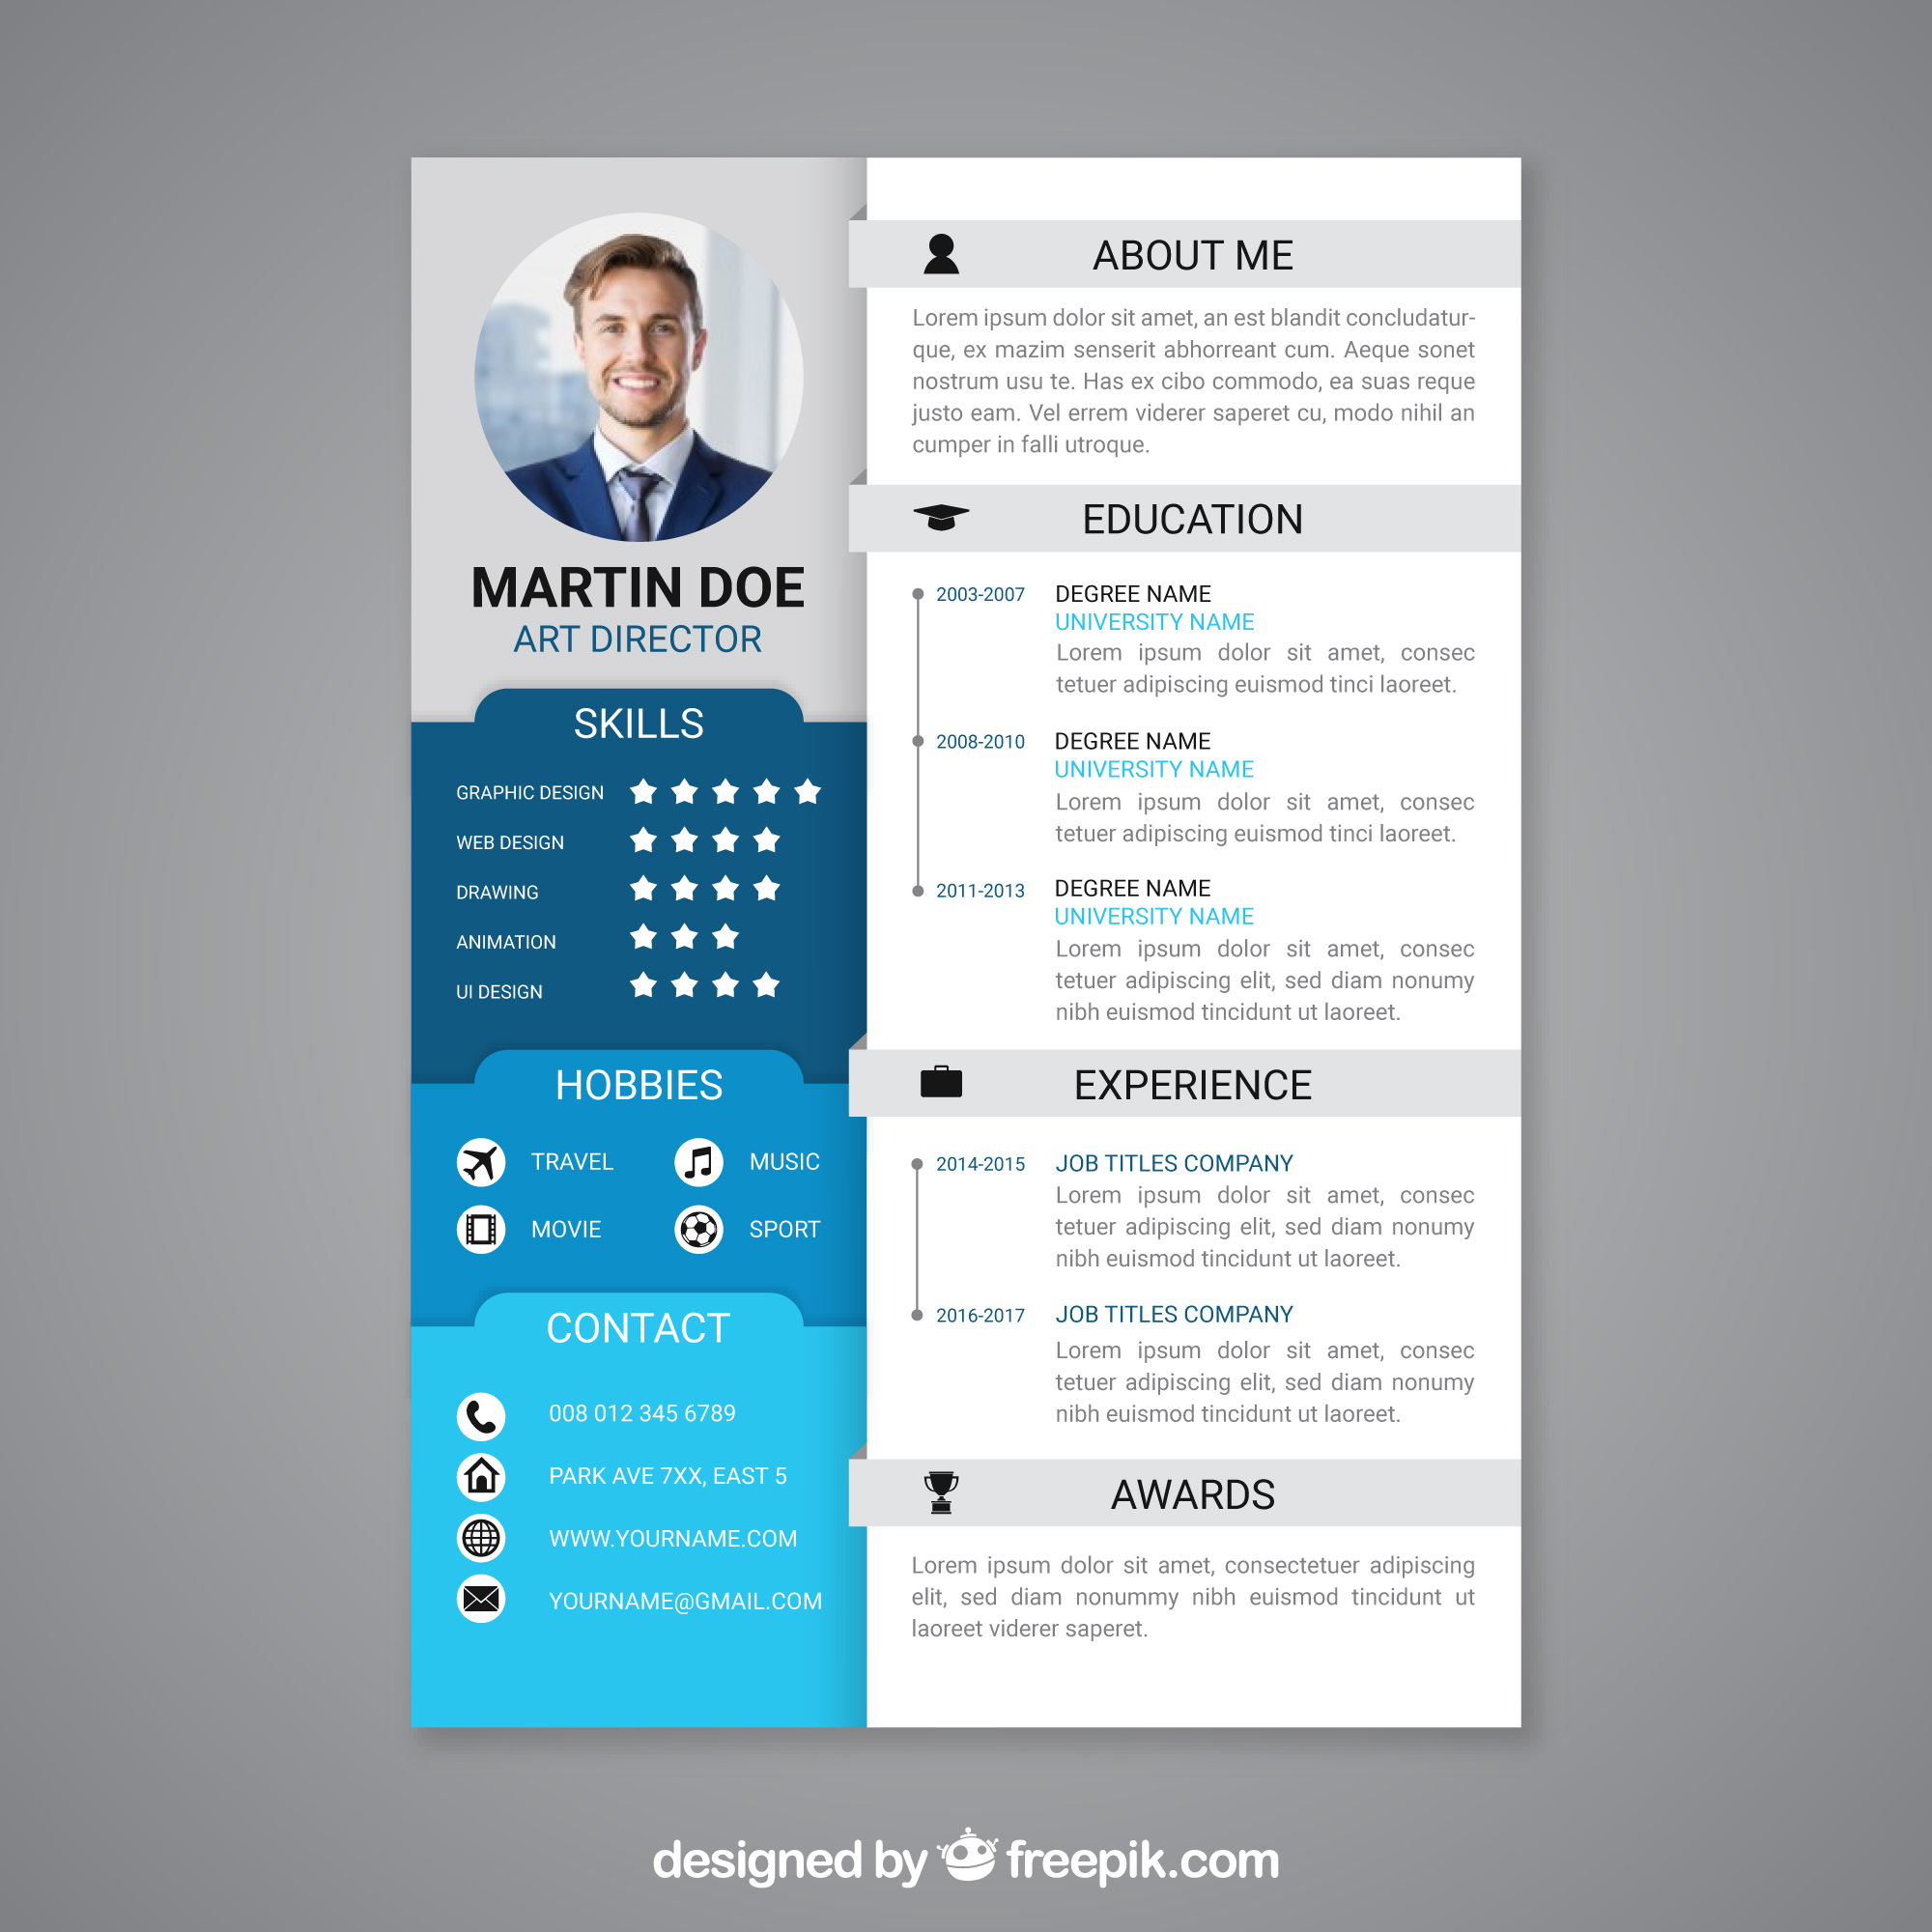 MARTIN DOE
ART DIRECTOR
SKILLS
GRAPHIC DESIGN
WEB DESIGN
DRAWING
ANIMATION
UI DESIGN
HOBBIES
TRAVEL
MUSIC
MOVIE
SPORT
CONTACT
008 012 345 6789
PARK AVE 7XX, EAST 5
WWW.YOURNAME.COM
YOURNAME@GMAIL.COM
ABOUT ME
Lorem ipsum dolor sit amet, an est blandit concludatur-
que, ex mazim senserit abhorreant cum. Aeque sonet
nostrum usu te. Has ex cibo commodo, ea suas reque
justo eam. Vel errem viderer saperet cu, modo nihil an
cumper in falli utroque.
EDUCATION
2003-2007 DEGREE NAME
UNIVERSITY NAME
Lorem ipsum dolor sit amet, consec
tetuer adipiscing euismod tinci laoreet.
2008-2010 DEGREE NAME
UNIVERSITY NAME
Lorem ipsum dolor sit amet, consec
tetuer adipiscing euismod tinci laoreet.
2011-2013 DEGREE NAME
UNIVERSITY NAME
Lorem ipsum dolor sit amet, consec
tetuer adipiscing elit, sed diam nonumy
nibh euismod tincidunt ut laoreet.
EXPERIENCE
2014-2015 JOB TITLES COMPANY
Lorem ipsum dolor sit amet, consec
tetuer adipiscing elit, sed diam nonumy
nibh euismod tincidunt ut laoreet.
2016-2017 JOB TITLES COMPANY
Lorem ipsum dolor sit amet, consec
tetuer adipiscing elit, sed diam nonumy
nibh euismod tincidunt ut laoreet.
AWARDS
Lorem ipsum dolor sit amet, consectetuer adipiscing
elit, sed diam nonummy nibh euismod tincidunt ut
laoreet viderer saperet.
designed by freepik.com